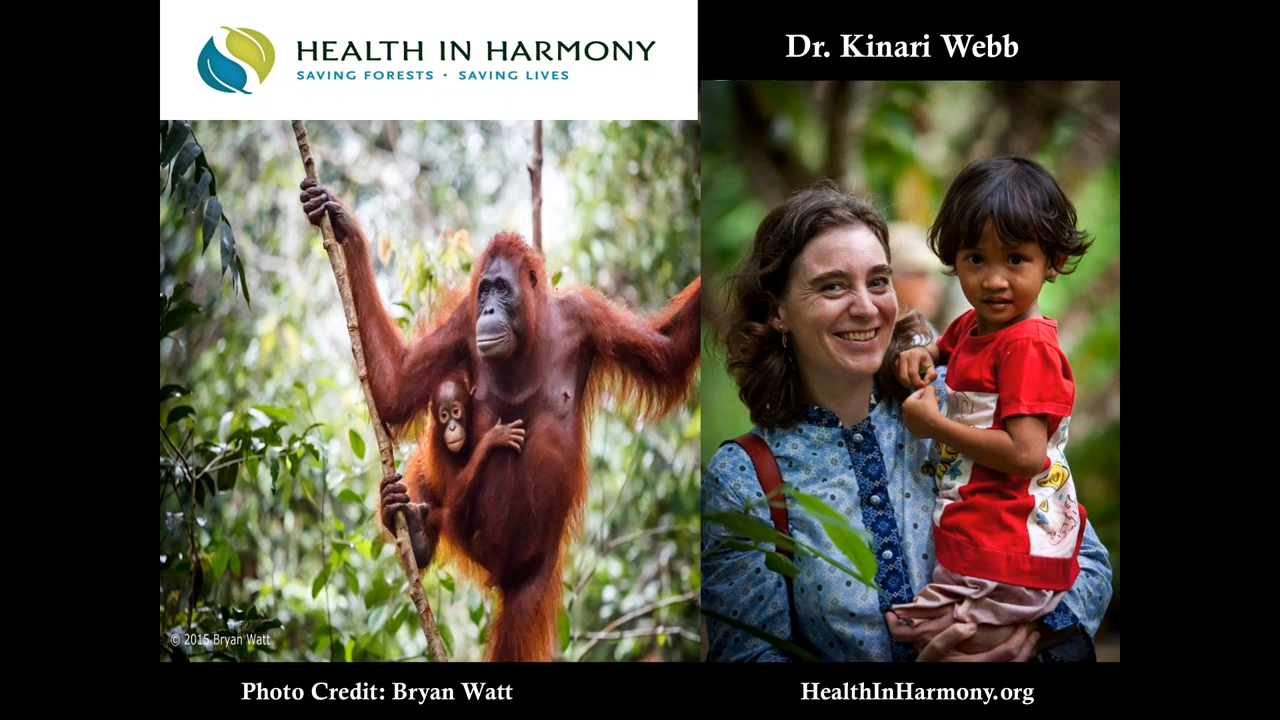 HEALTH IN HARMONY
SAVING FORESTS · SAVING LIVES
Dr. Kinari Webb
© 2015 Bryan Watt
Photo Credit: Bryan Watt
HealthInHarmony.org